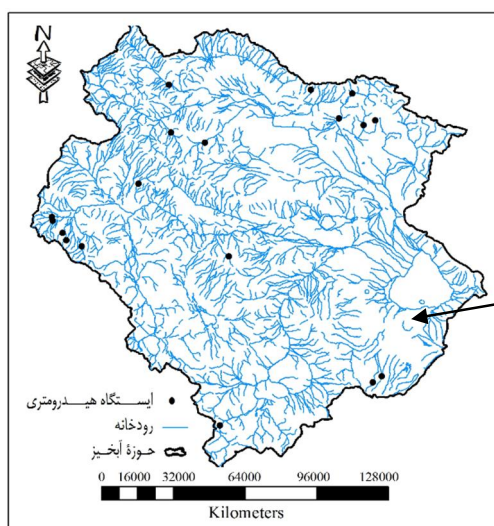 N
ایستگاه هیدرومتری
رودخانه
حوزهٔ آبخیز
0 16000 32000 64000 96000 128000
Kilometers